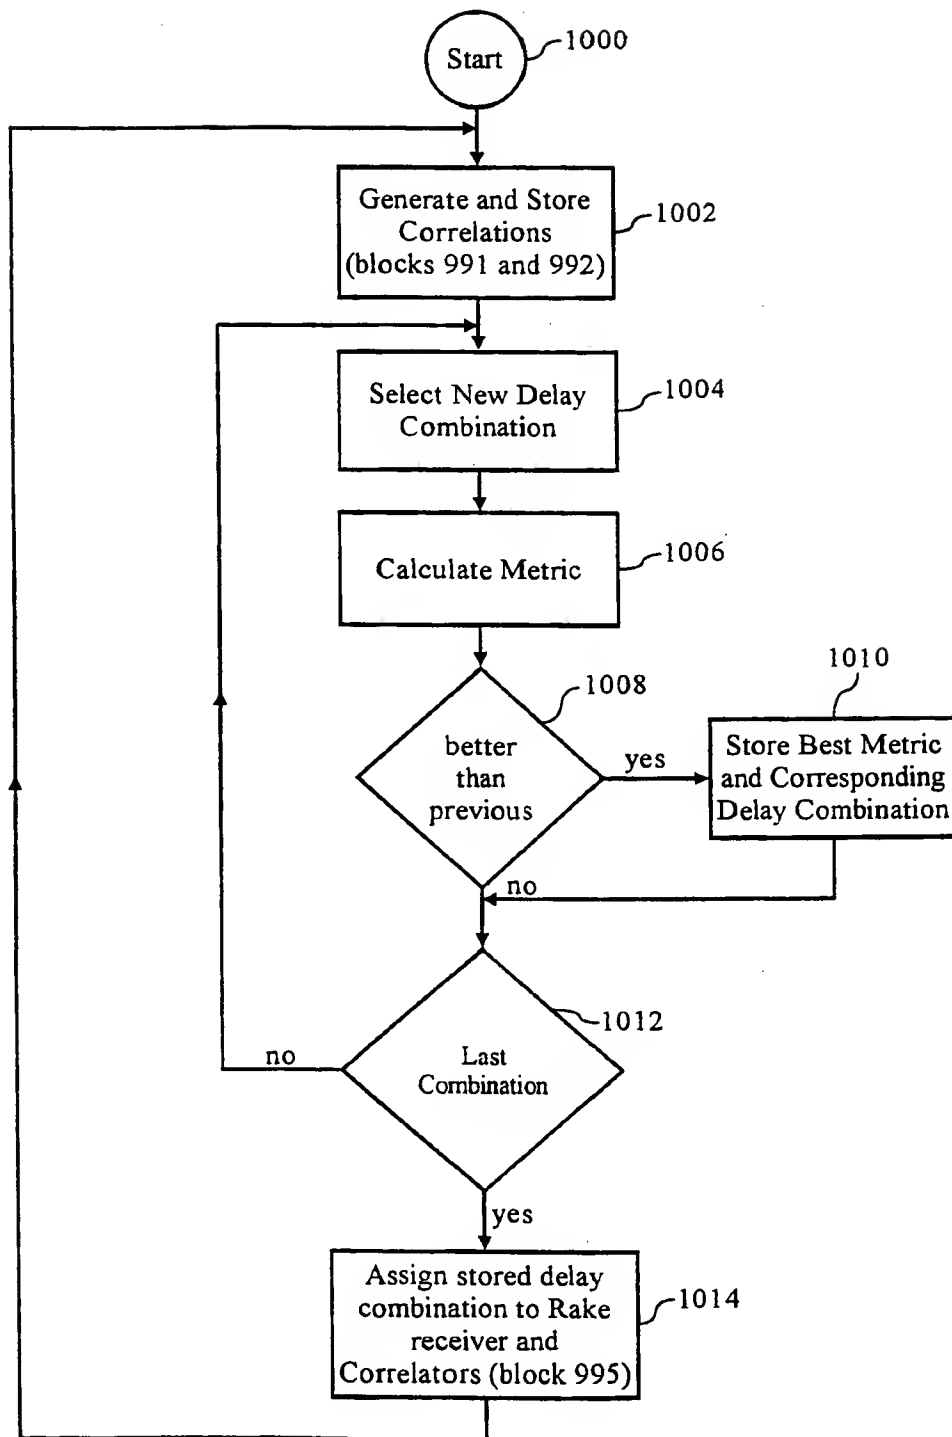 Start
1000
Generate and Store
Correlations
(blocks 991 and 992)
1002
Select New Delay
Combination
1004
Calculate Metric
1006
better
than
previous
1008
yes
1010
Store Best Metric
and Corresponding
Delay Combination
no
Last
Combination
1012
no
yes
Assign stored delay
combination to Rake
receiver and
Correlators (block 995)
1014